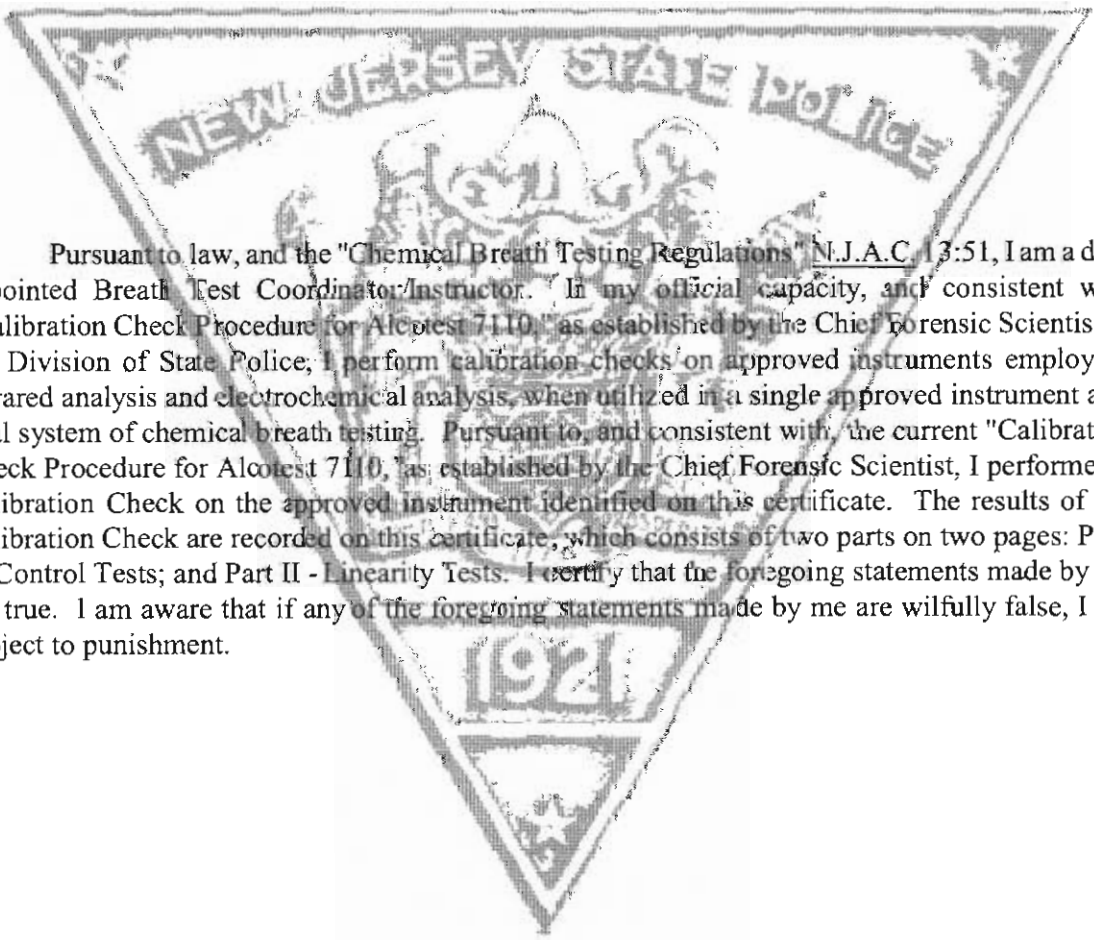 NEW JERSEY STATE POLICE
Pursuant to law, and the "Chemical Breath Testing Regulations" N.J.A.C. 13:51, I am a d
pointed Breath Test Coordinator/Instructor. In my official capacity, and consistent w
alibration Check Procedure for Alcotest 7110," as established by the Chief Forensic Scientis
Division of State Police; I perform calibration checks on approved instruments employ
rared analysis and electrochemical analysis, when utilized in a single approved instrument a
al system of chemical breath testing. Pursuant to, and consistent with, the current "Calibrat
eck Procedure for Alcotest 7110," as established by the Chief Forensic Scientist, I performe
ibration Check on the approved instrument identified on this certificate. The results of
libration Check are recorded on this certificate, which consists of two parts on two pages: P
Control Tests; and Part II - Linearity Tests. I certify that the foregoing statements made by
true. I am aware that if any of the foregoing statements made by me are wilfully false, I
ject to punishment.
1921